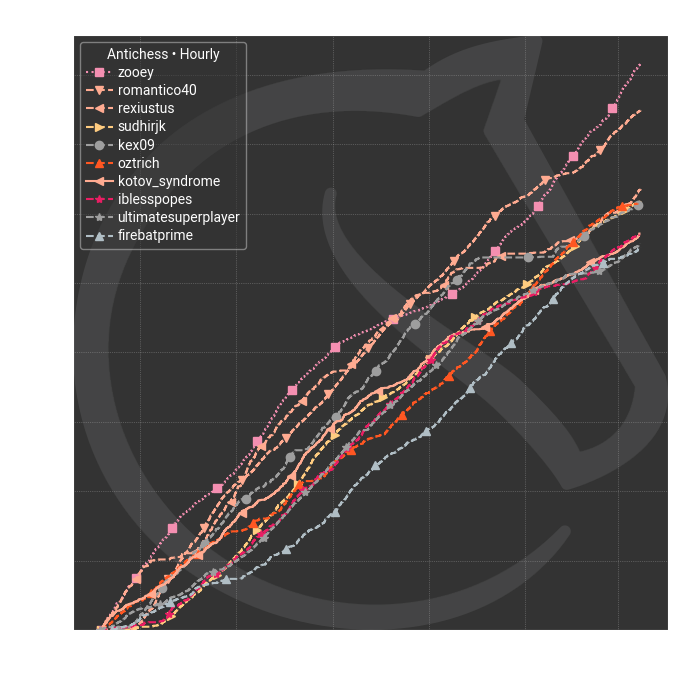 Antichess • Hourly
zooey
romantico40
rexiustus
sudhirjk
kex09
oztrich
kotov_syndrome
iblesspopes
ultimatesuperplayer
firebatprime